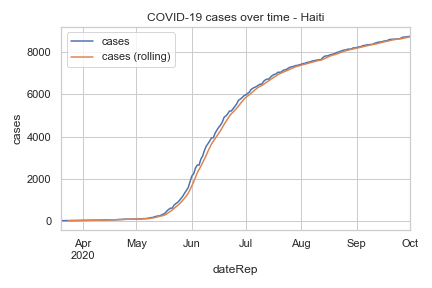 COVID-19 cases over time - Haiti
cases
cases (rolling)
cases
8000
6000
4000
2000
0
Apr May Jun Jul Aug Sep Oct
2020
dateRep